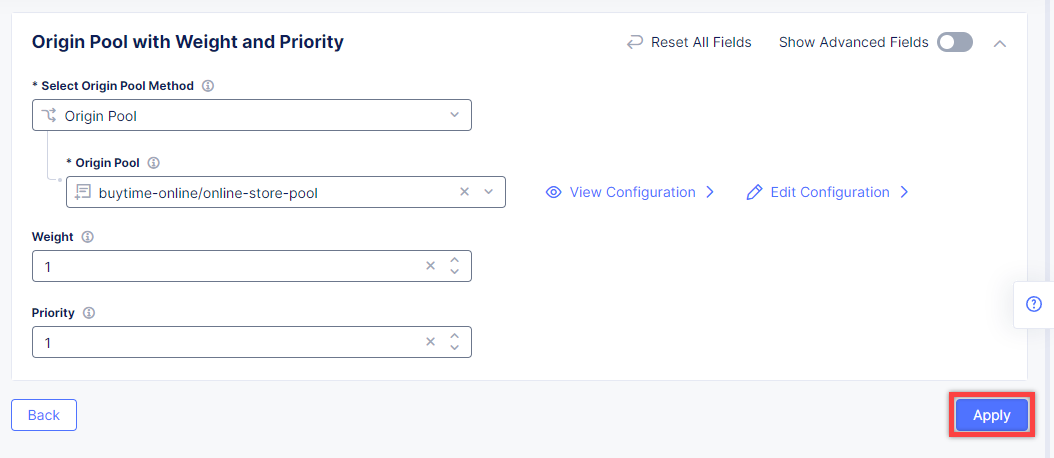 Origin Pool with Weight and Priority Reset All Fields Show Advanced Fields
* Select Origin Pool Method
Origin Pool
* Origin Pool
buytime-online/online-store-pool View Configuration Edit Configuration
Weight
1
Priority
1
Back Apply